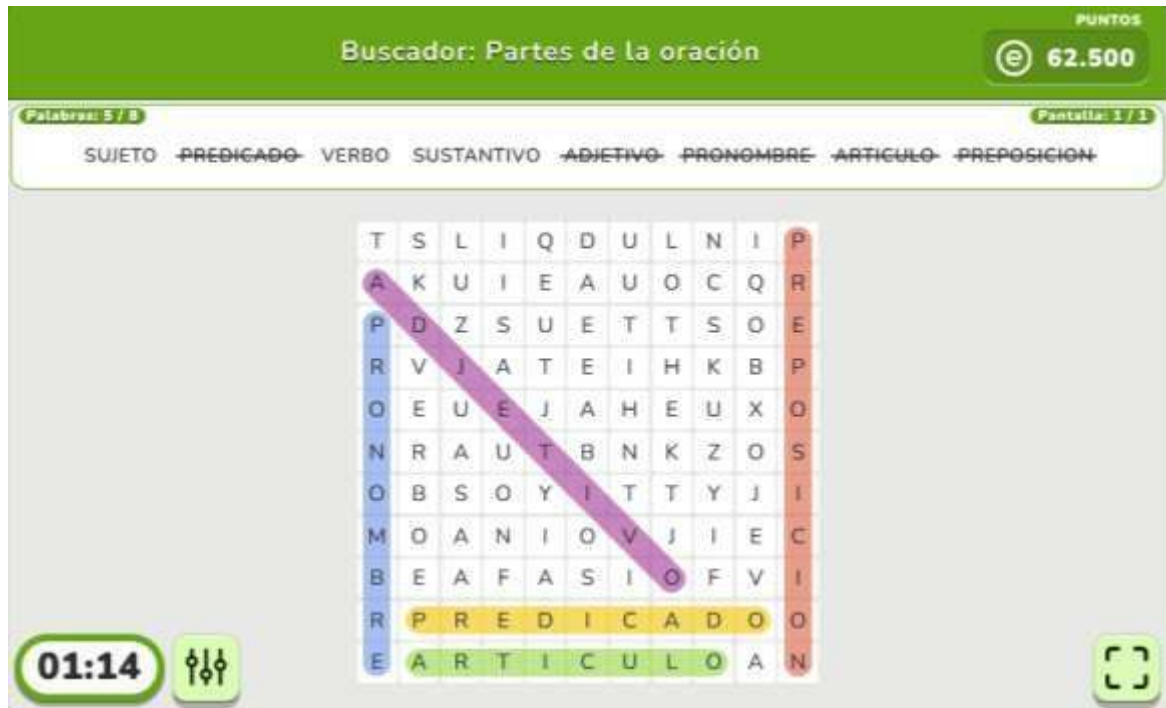 PUNTOS
Buscador: Partes de la oración
e 62.500
Palabras: 5 / 8
Pantalla: 1 / 1
SUJETO PREDICADO VERBO SUSTANTIVO ADJETIVO PRONOMBRE ARTICULO PREPOSICION
T S L I Q D U L N I P
A K U I E A U O C Q R
P D Z S U E T T S O E
R V J A T E I H K B P
O E U E J A H E U X O
N R A U T B N K Z O S
O B S O Y I T T Y J I
M O A N I O V J I E C
B E A F A S I O F V I
R P R E D I C A D O O
E A R T I C U L O A N
01:14